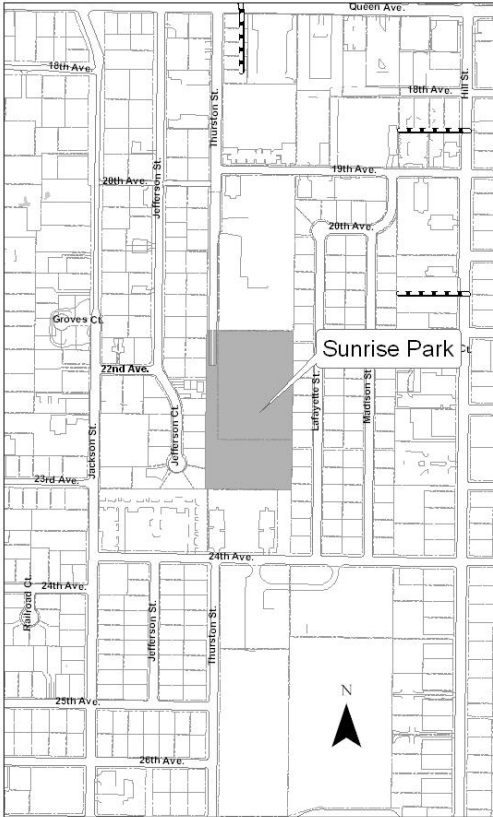 Queen Ave.
18th Ave.
Thurston St.
Hill St.
18th Ave.
19th Ave.
20th Ave.
Jefferson St.
20th Ave.
Groves Ct.
Sunrise Park
Ct.
22nd Ave.
Lafayette St.
Madison St.
Jackson St.
Jefferson Ct.
23rd Ave.
24th Ave.
24th Ave.
Railroad Ct.
Jefferson St.
Thurston St.
25th Ave.
N
26th Ave.